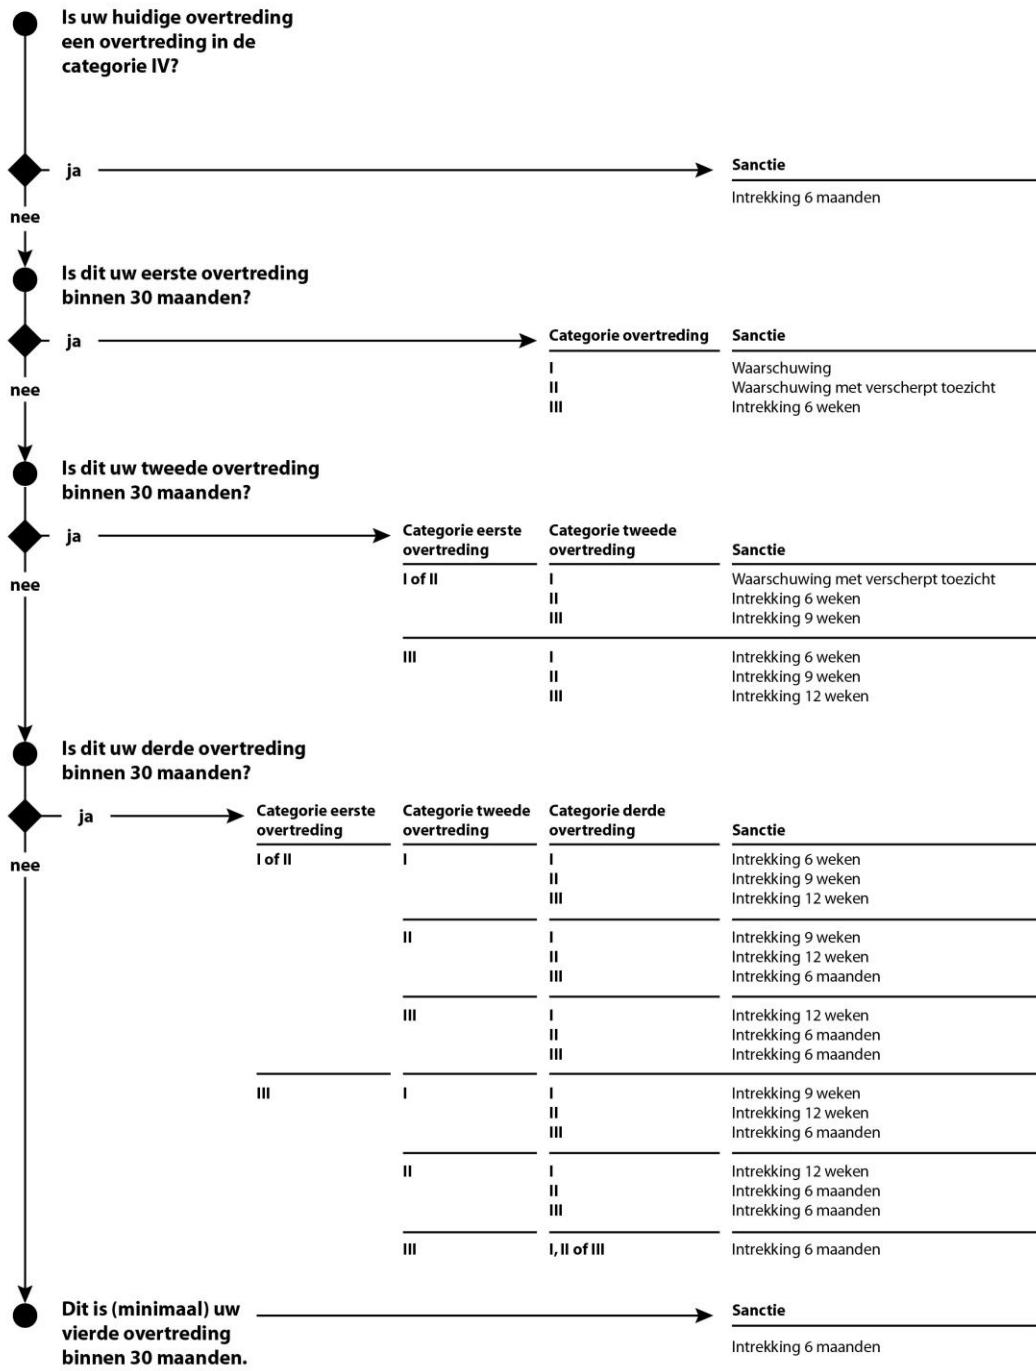 Is uw huidige overtreding
een overtreding in de
categorie IV?
ja
Sanctie
Intrekking 6 maanden
nee
Is dit uw eerste overtreding
binnen 30 maanden?
ja
Categorie overtreding Sanctie
I Waarschuwing
II Waarschuwing met verscherpt toezicht
III Intrekking 6 weken
nee
Is dit uw tweede overtreding
binnen 30 maanden?
ja
Categorie eerste Categorie tweede
overtreding overtreding Sanctie
I of II I Waarschuwing met verscherpt toezicht
II Intrekking 6 weken
III Intrekking 9 weken
III I Intrekking 6 weken
II Intrekking 9 weken
III Intrekking 12 weken
nee
Is dit uw derde overtreding
binnen 30 maanden?
ja
Categorie eerste Categorie tweede Categorie derde
overtreding overtreding overtreding Sanctie
nee
I of II I I Intrekking 6 weken
II Intrekking 9 weken
III Intrekking 12 weken
II I Intrekking 9 weken
II Intrekking 12 weken
III Intrekking 6 maanden
III I Intrekking 12 weken
II Intrekking 6 maanden
III Intrekking 6 maanden
III I I Intrekking 9 weken
II Intrekking 12 weken
III Intrekking 6 maanden
II I Intrekking 12 weken
II Intrekking 6 maanden
III Intrekking 6 maanden
III I, II of III Intrekking 6 maanden
Dit is (minimaal) uw
vierde overtreding
binnen 30 maanden.
Sanctie
Intrekking 6 maanden